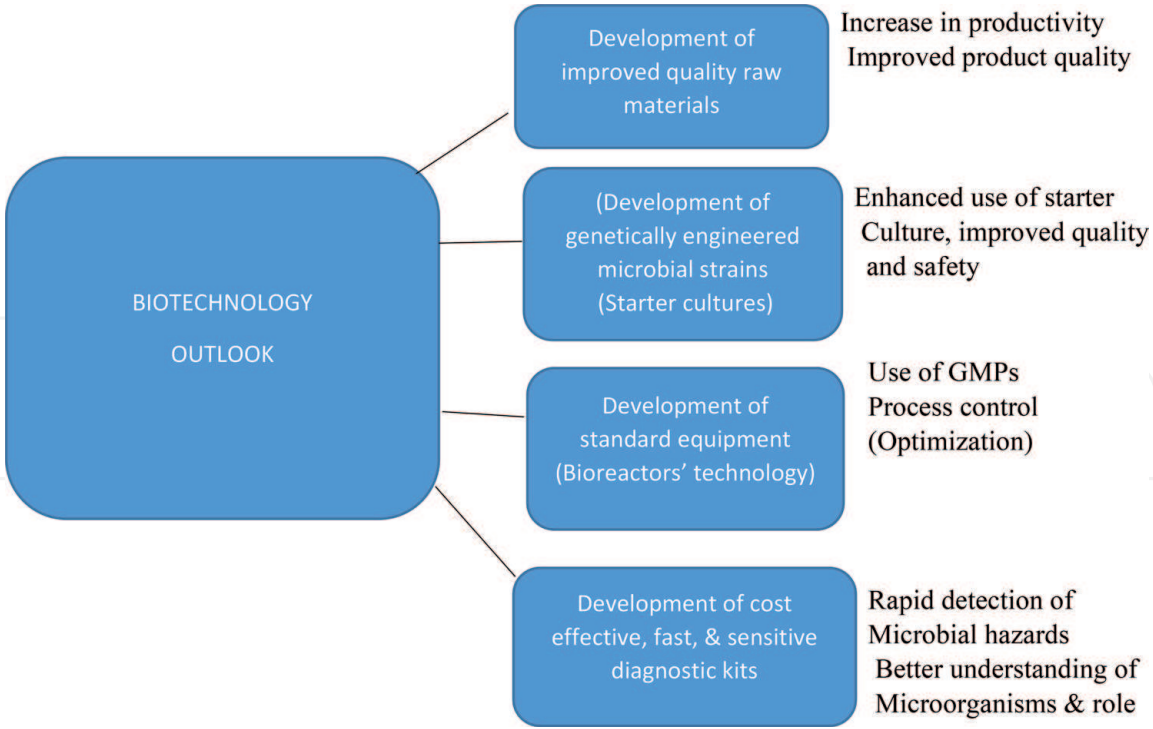 BIOTECHNOLOGY
OUTLOOK
Development of
improved quality raw
materials
Increase in productivity
Improved product quality
(Development of
genetically engineered
microbial strains
(Starter cultures)
Enhanced use of starter
Culture, improved quality
and safety
Development of
standard equipment
(Bioreactors’ technology)
Use of GMPs
Process control
(Optimization)
Development of cost
effective, fast, & sensitive
diagnostic kits
Rapid detection of
Microbial hazards
Better understanding of
Microorganisms & role